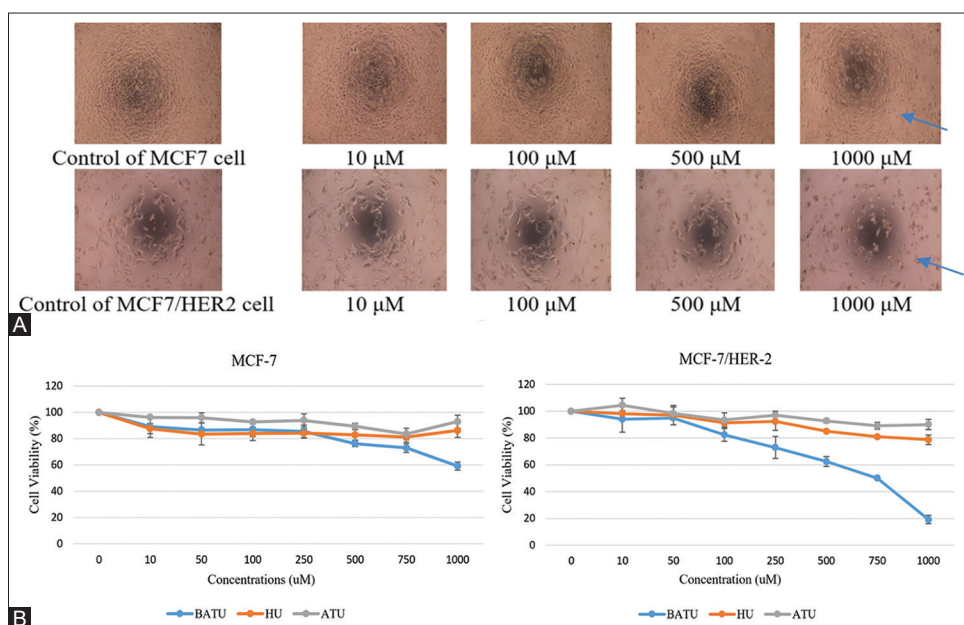 Control of MCF7 cell 10 μM 100 μM 500 μM 1000 μM
Control of MCF7/HER2 cell 10 μM 100 μM 500 μM 1000 μM
A
MCF-7
Cell Viability (%)
120
100
80
60
40
20
0
0 10 50 100 250 500 750 1000
Concentrations (uM)
BATU HU ATU
MCF-7/HER-2
Cell Viability (%)
120
100
80
60
40
20
0
0 10 50 100 250 500 750 1000
Concentration (uM)
BATU HU ATU
B